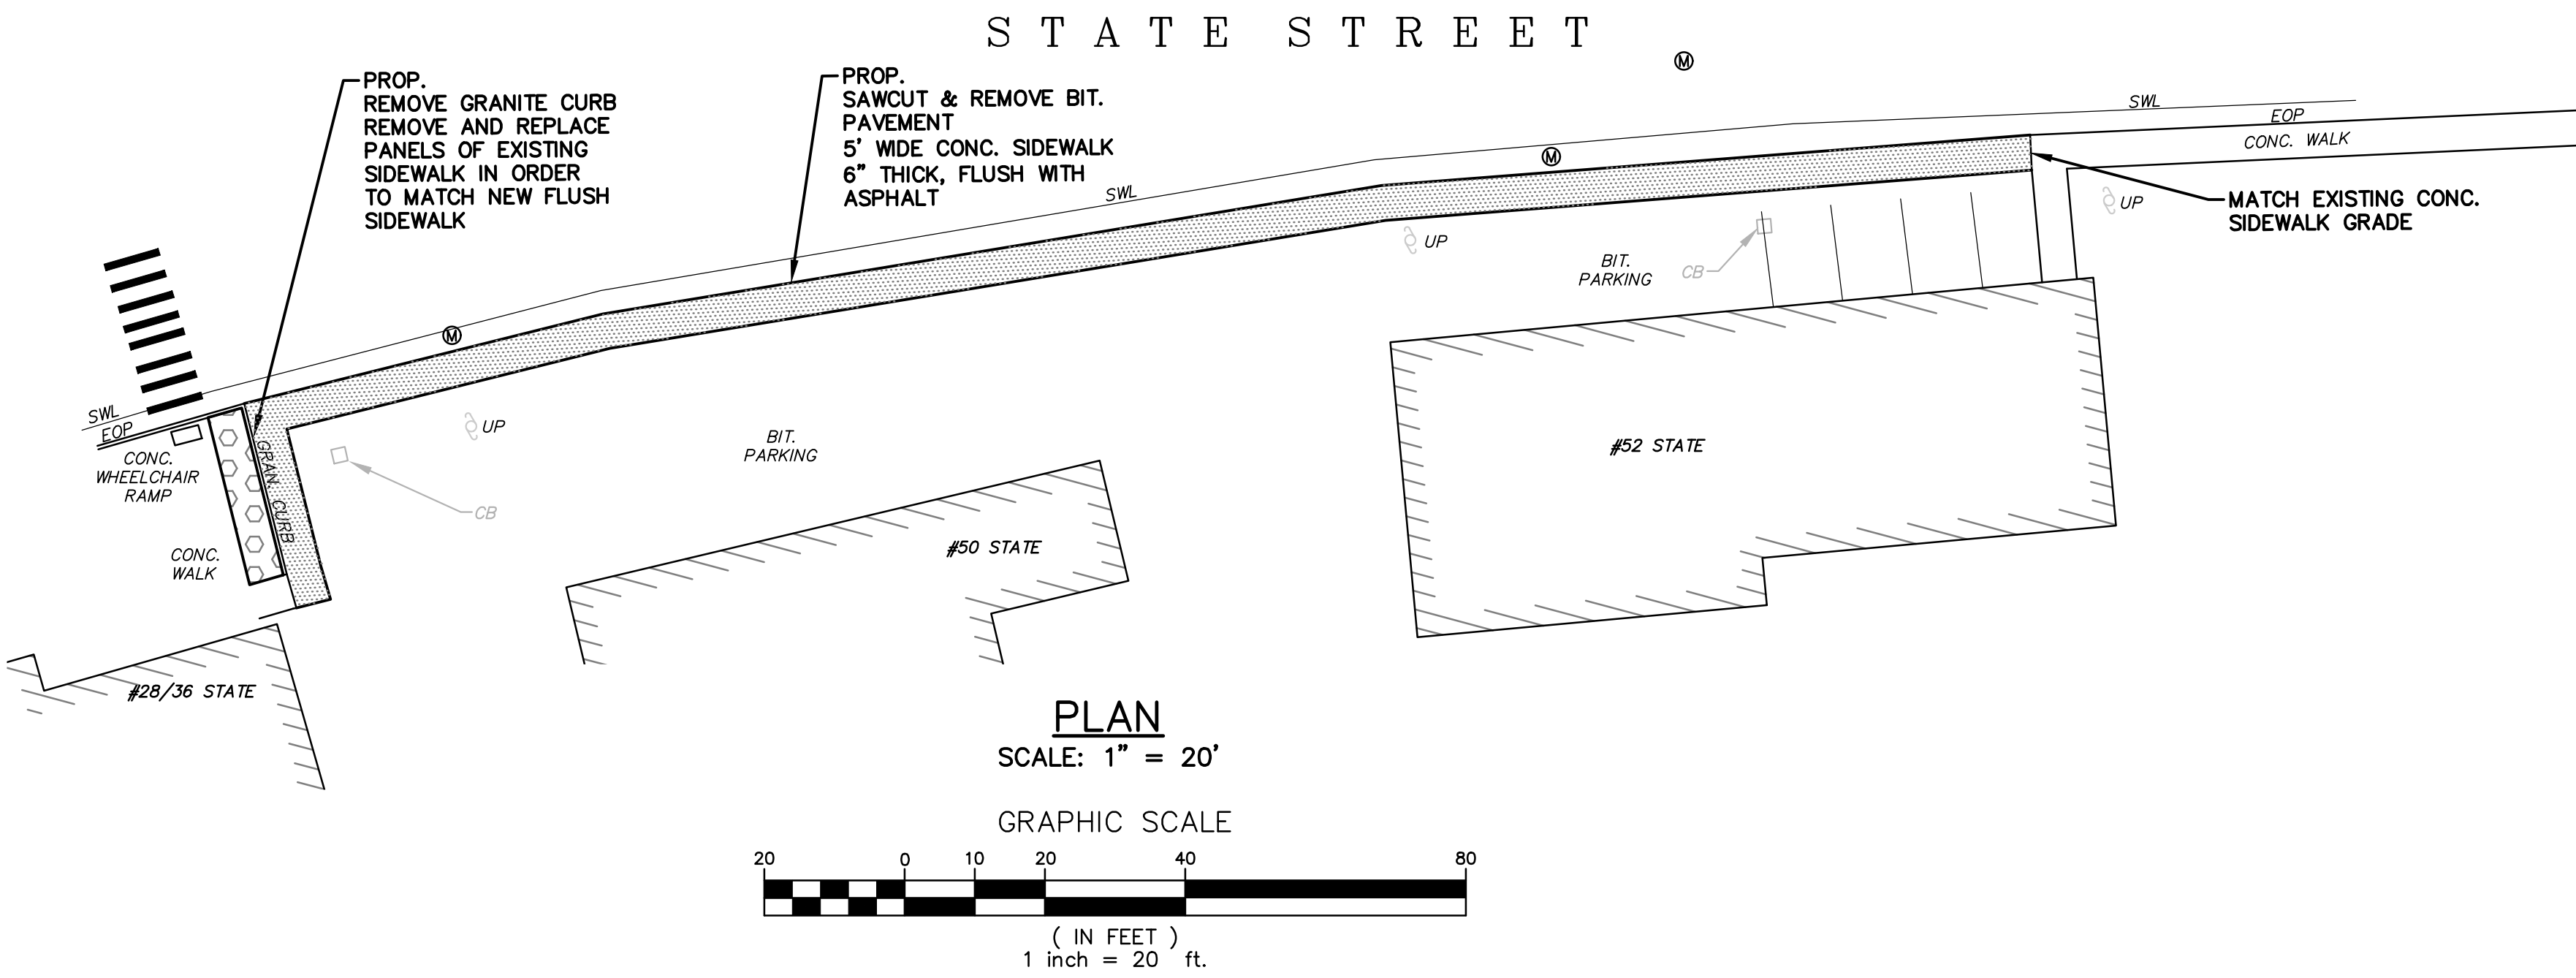 STATE STREET
M
PROP.
REMOVE GRANITE CURB
REMOVE AND REPLACE
PANELS OF EXISTING
SIDEWALK IN ORDER
TO MATCH NEW FLUSH
SIDEWALK
PROP.
SAWCUT & REMOVE BIT.
PAVEMENT
5' WIDE CONC. SIDEWALK
6" THICK, FLUSH WITH
ASPHALT
SWL
EOP
CONC. WALK
M
SWL
MATCH EXISTING CONC.
SIDEWALK GRADE
UP
UP
BIT.
PARKING
CB
M
SWL
EOP
UP
CONC.
WHEELCHAIR
RAMP
GRAN. CURB
BIT.
PARKING
CB
#52 STATE
CONC.
WALK
#50 STATE
#28/36 STATE
PLAN
SCALE: 1" = 20'
GRAPHIC SCALE
20 0 10 20 40 80
( IN FEET )
1 inch = 20 ft.